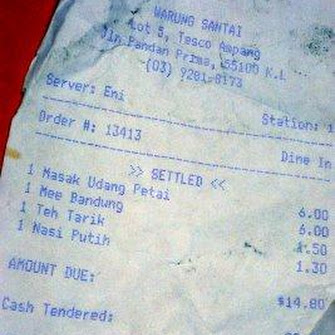 WARUNG SANTAI
Lot 5, Tesco Ampang
Jln Pandan Prima, 55100 K.L
(03) 9281-8173
Server: Eni
Station: 1
Order #: 13413
Dine In
>> SETTLED <<
1 Masak Udang Petai 6.00
1 Mee Bandung 6.00
1 Teh Tarik 1.50
1 Nasi Putih 1.30
AMOUNT DUE: $14.80
Cash Tendered: